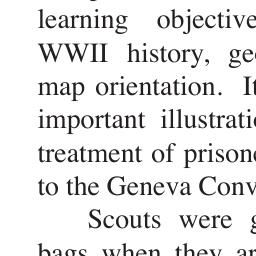 learning objective
WWII history, ge
map orientation. It
important illustrati
treatment of prison
to the Geneva Conv
Scouts were g
bags when they ar